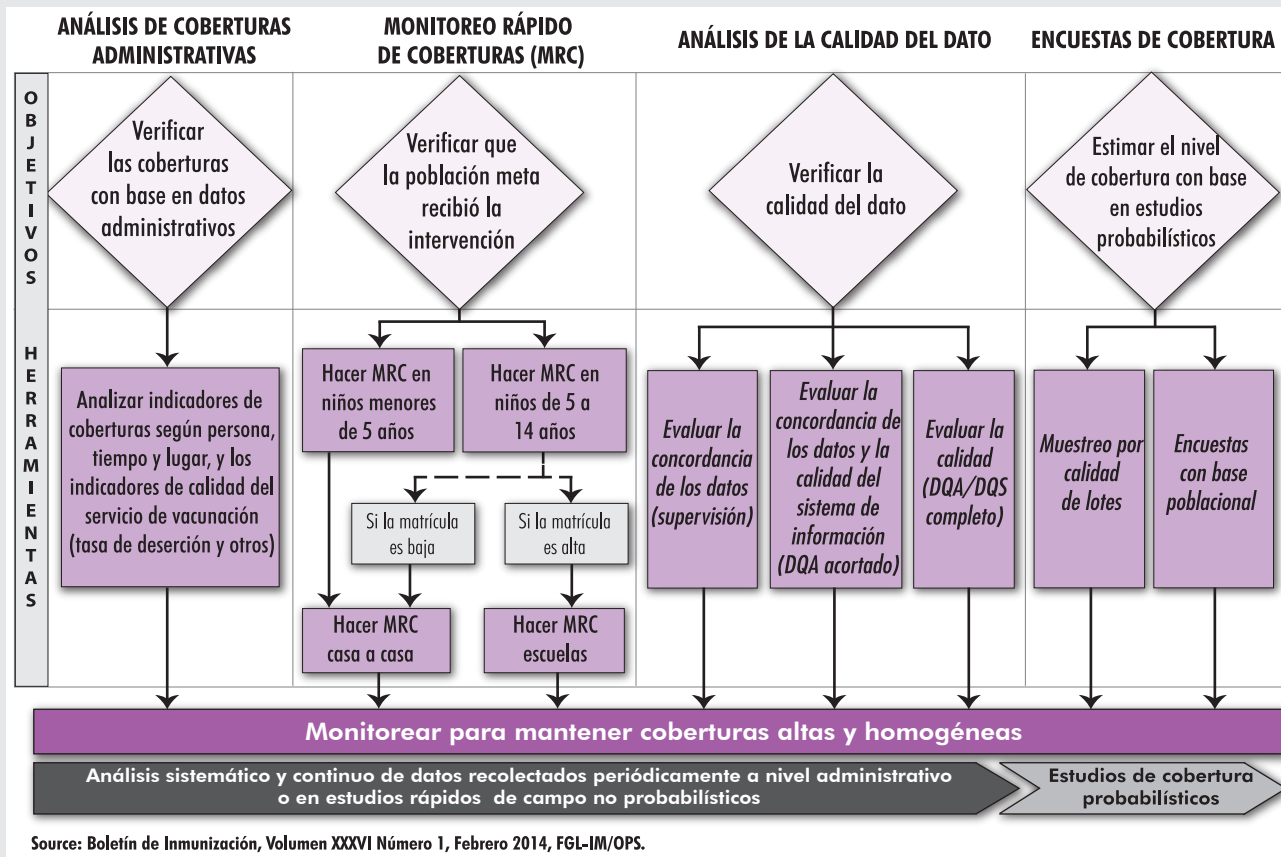 ANÁLISIS DE COBERTURAS
ADMINISTRATIVAS
MONITOREO RÁPIDO
DE COBERTURAS (MRC)
ANÁLISIS DE LA CALIDAD DEL DATO
ENCUESTAS DE COBERTURA
OBJETIVOS
Verificar
las coberturas
con base en datos
administrativos
Verificar que
la población meta
recibió la
intervención
Verificar la
calidad del dato
Estimar el nivel
de cobertura con base
en estudios
probabilísticos
HERRAMIENTAS
Analizar indicadores de
coberturas según persona,
tiempo y lugar, y los
indicadores de calidad del
servicio de vacunación
(tasa de deserción y otros)
Hacer MRC en
niños menores
de 5 años
Hacer MRC en
niños de 5 a
14 años
Si la matrícula
es baja
Si la matrícula
es alta
Hacer MRC
casa a casa
Hacer MRC
escuelas
Evaluar la
concordancia
de los datos
(supervisión)
Evaluar la
concordancia de
los datos y la
calidad del
sistema de
información
(DQA acortado)
Evaluar la
calidad
(DQA/DQS
completo)
Muestreo por
calidad
de lotes
Encuestas
con base
poblacional
Monitorear para mantener coberturas altas y homogéneas
Análisis sistemático y continuo de datos recolectados periódicamente a nivel administrativo
o en estudios rápidos de campo no probabilísticos
Estudios de cobertura
probabilísticos
Source: Boletín de Inmunización, Volumen XXXVI Número 1, Febrero 2014, FGL-IM/OPS.